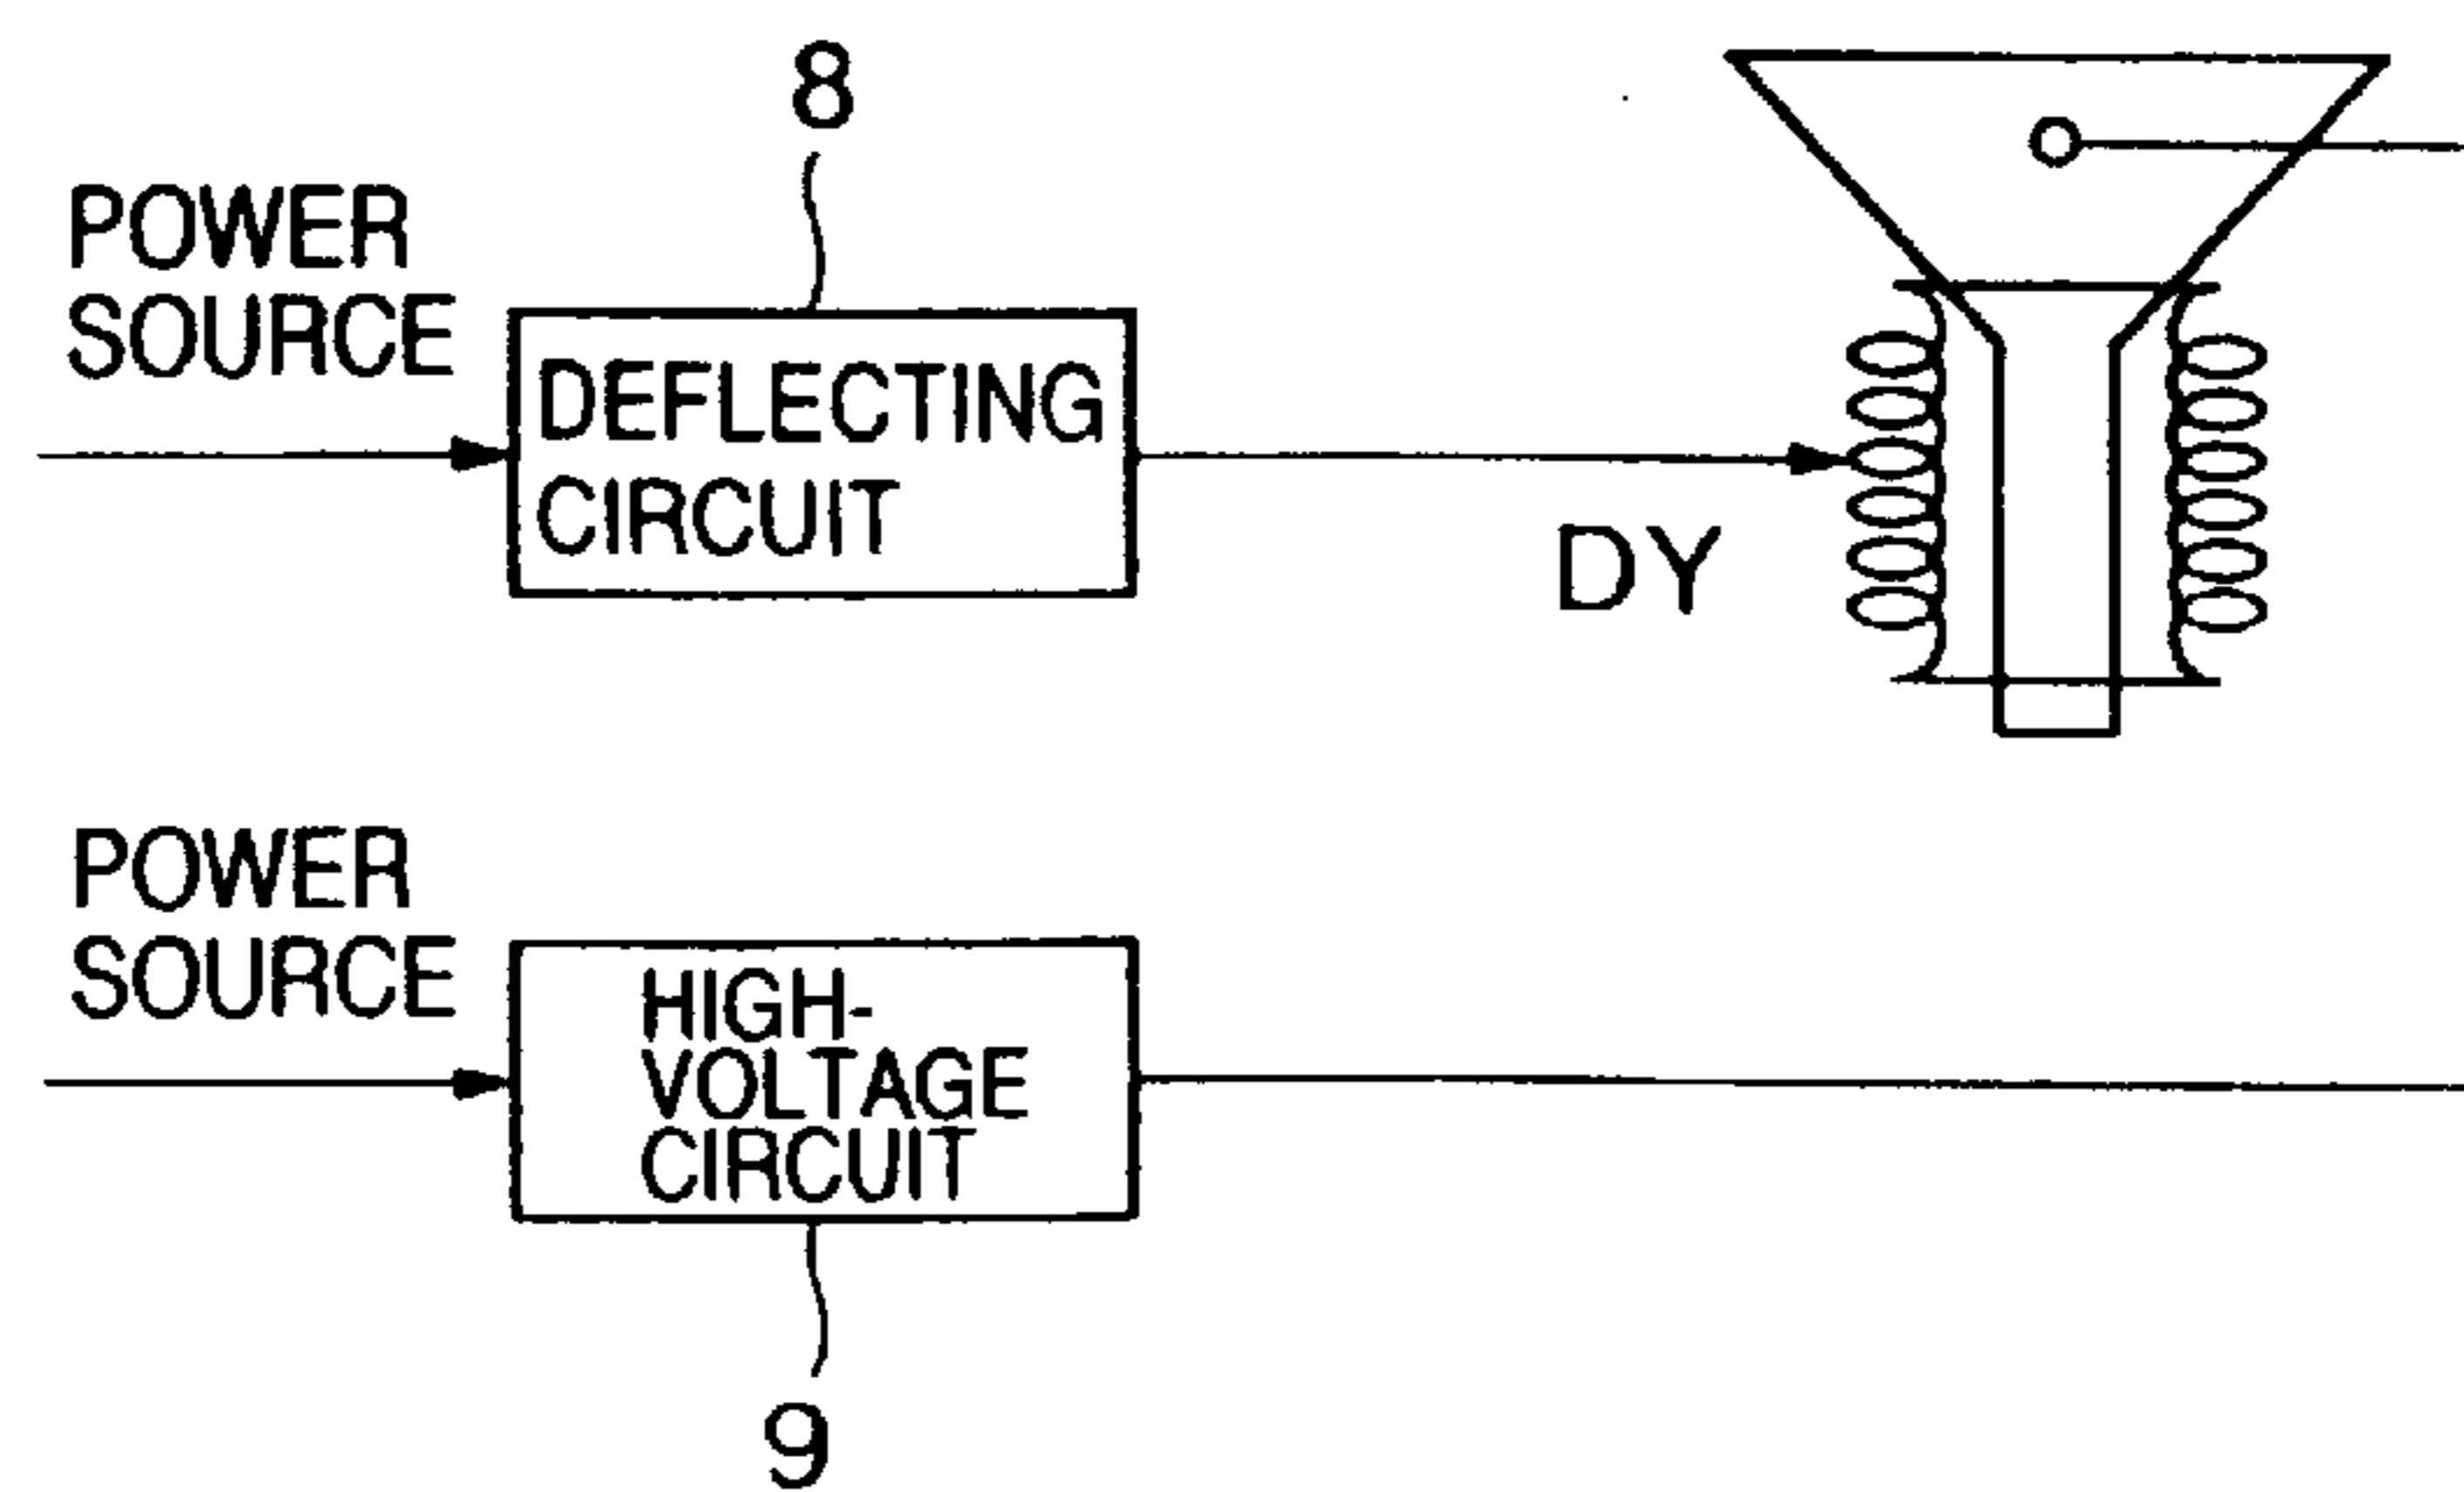 8
POWER
SOURCE
DEFLECTING
CIRCUIT
DY
POWER
SOURCE
HIGH-
VOLTAGE
CIRCUIT
9